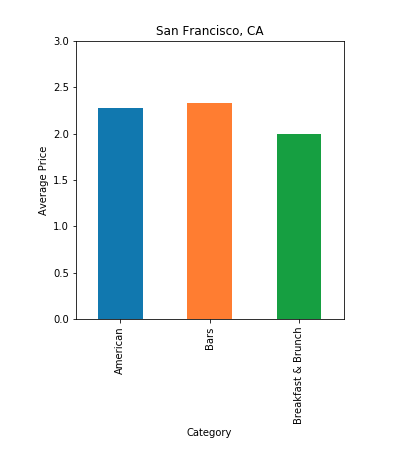 San Francisco, CA
3.0
2.5
2.0
1.5
1.0
0.5
0.0
Average Price
American
Bars
Breakfast & Brunch
Category